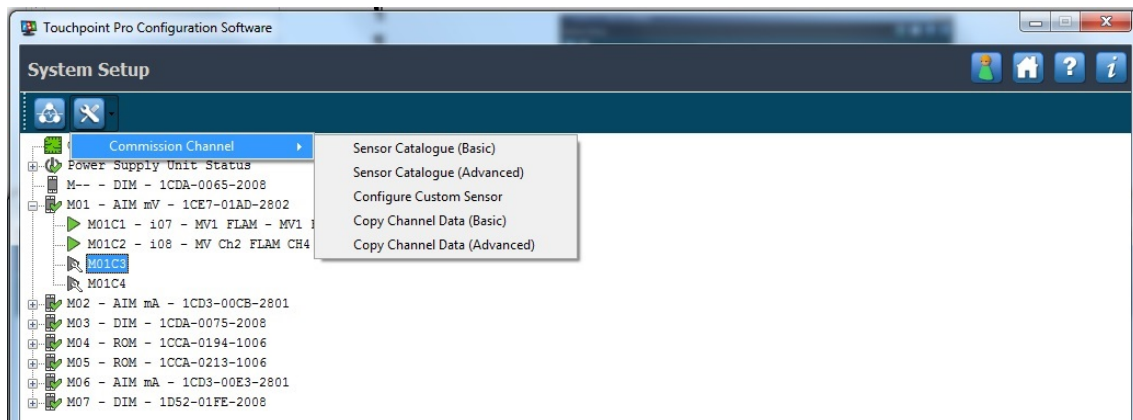 Touchpoint Pro Configuration Software
System Setup
Commission Channel
Sensor Catalogue (Basic)
Sensor Catalogue (Advanced)
Configure Custom Sensor
Copy Channel Data (Basic)
Copy Channel Data (Advanced)
Power Supply Unit Status
M-- - DIM - 1CDA-0065-2008
M01 - AIM mV - 1CE7-01AD-2802
M01C1 - i07 - MV1 FLAM - MV1
M01C2 - i08 - MV Ch2 FLAM CH4
M01C3
M01C4
M02 - AIM mA - 1CD3-00CB-2801
M03 - DIM - 1CDA-0075-2008
M04 - ROM - 1CCA-0194-1006
M05 - ROM - 1CCA-0213-1006
M06 - AIM mA - 1CD3-00E3-2801
M07 - DIM - 1D52-01FE-2008